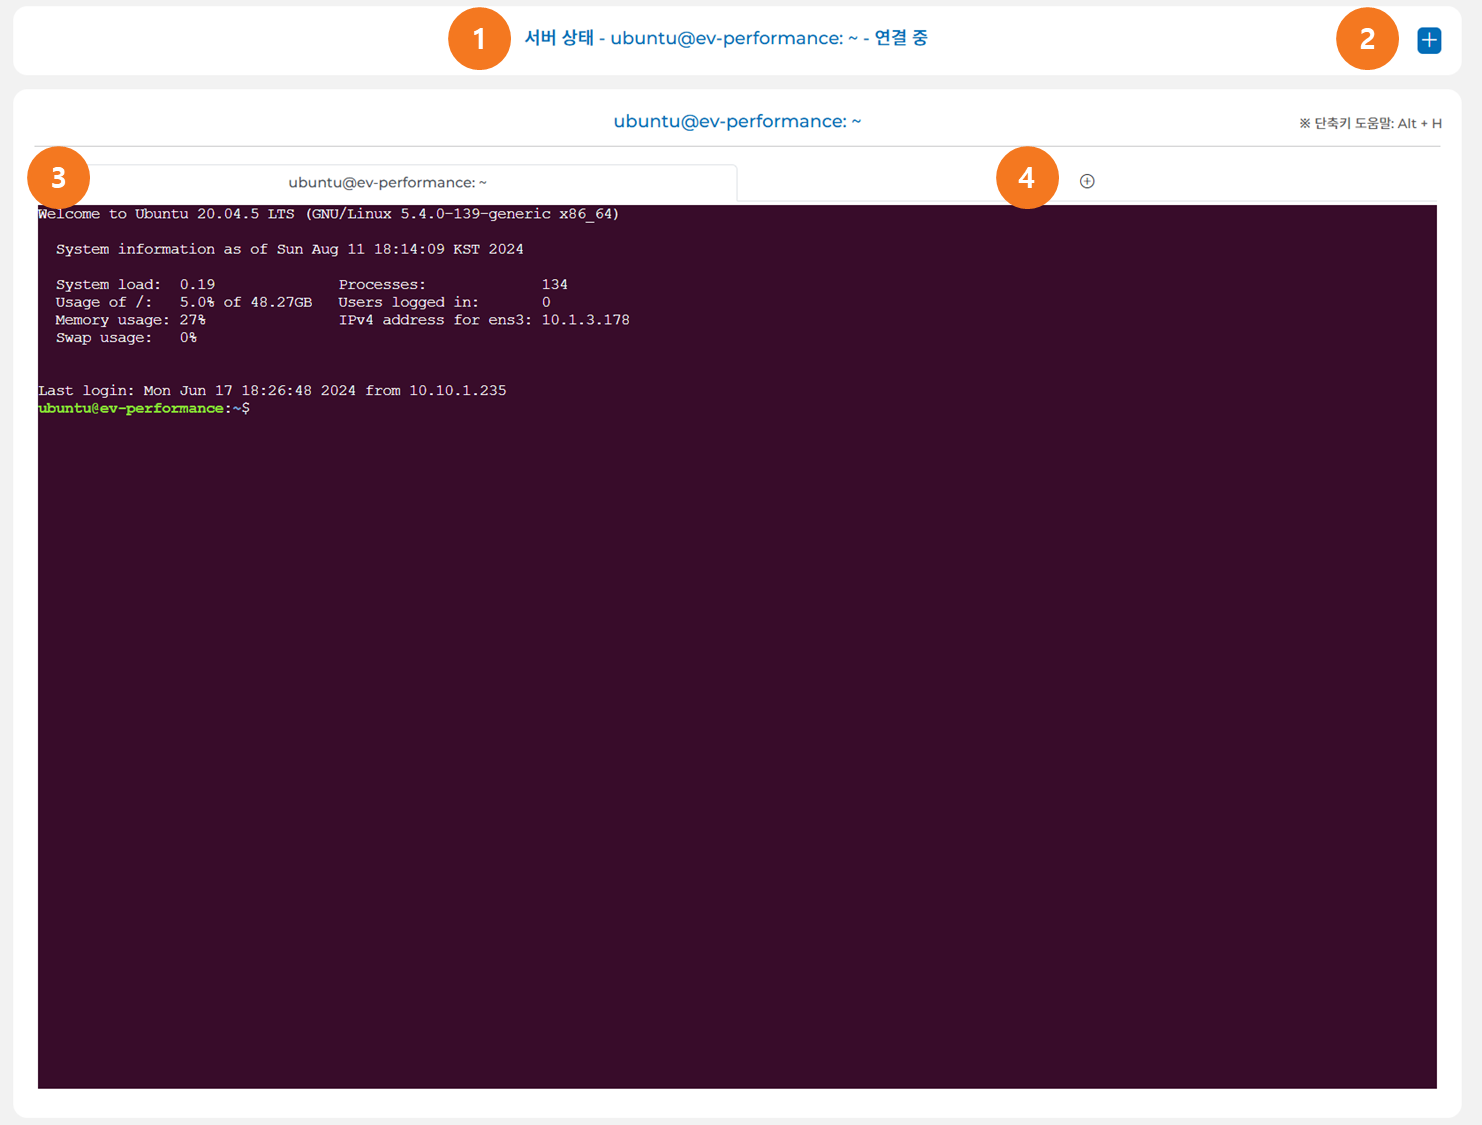 1 서버 상태 - ubuntu@ev-performance: ~ - 연결 중 2
ubuntu@ev-performance: ~
※ 단축키 도움말: Alt + H
3 ubuntu@ev-performance: ~ 4
Welcome to Ubuntu 20.04.5 LTS (GNU/Linux 5.4.0-139-generic x86_64)
System information as of Sun Aug 11 18:14:09 KST 2024
System load: 0.19 Processes: 134
Usage of /: 5.0% of 48.27GB Users logged in: 0
Memory usage: 27% IPv4 address for ens3: 10.1.3.178
Swap usage: 0%
Last login: Mon Jun 17 18:26:48 2024 from 10.10.1.235
ubuntu@ev-performance:~$